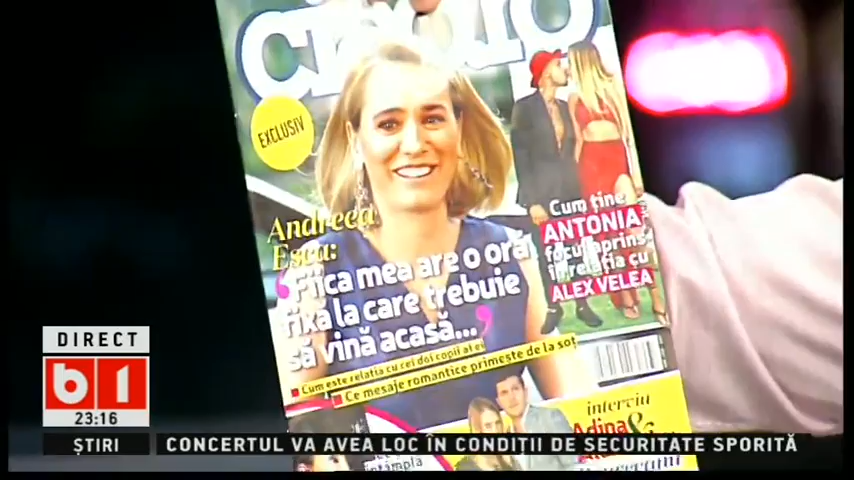 EXCLUSIV
Andreea
Esca:
Fiica mea are o oră
fixă la care trebuie
să vină acasă...
Cum este relația cu cei doi copii ai ei
Ce mesaje romantice primește de la soț
Cum ține
ANTONIA
focul aprins
în relația cu
ALEX VELEA
interviu
Adina &
DIRECT
b1
23:16
ȘTIRI
CONCERTUL VA AVEA LOC ÎN CONDIȚII DE SECURITATE SPORITĂ